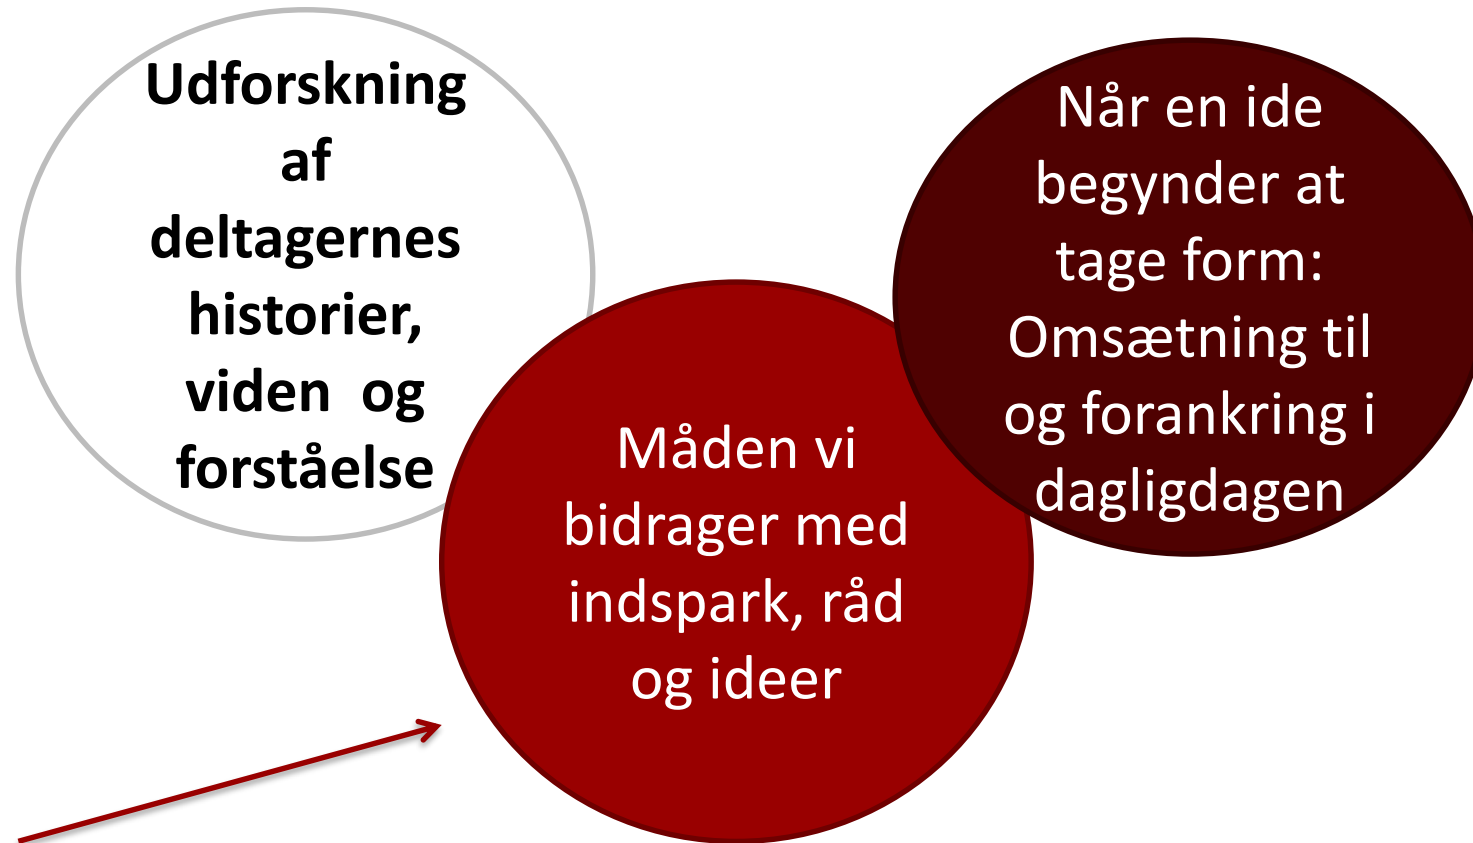 Udforskning
af
deltagernes
historier,
viden  og
forståelse
Måden vi
bidrager med
indspark, råd
og ideer
Når en ide
begynder at
tage form:
Omsætning til
og forankring i
dagligdagen